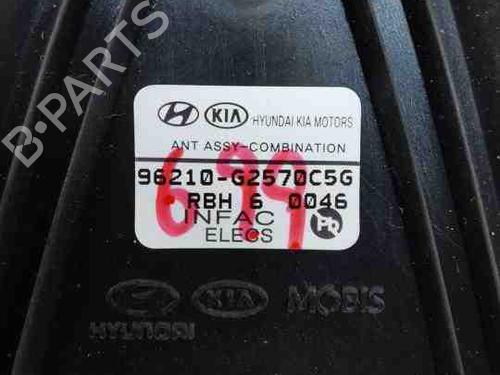 B-PARTS
KIA HYUNDAI KIA MOTORS
ANT ASSY-COMBINATION
96210-G2570C5G
RBH 6 0046
INFAC
ELECS
699
KIA MOBIS
HYUNDAI